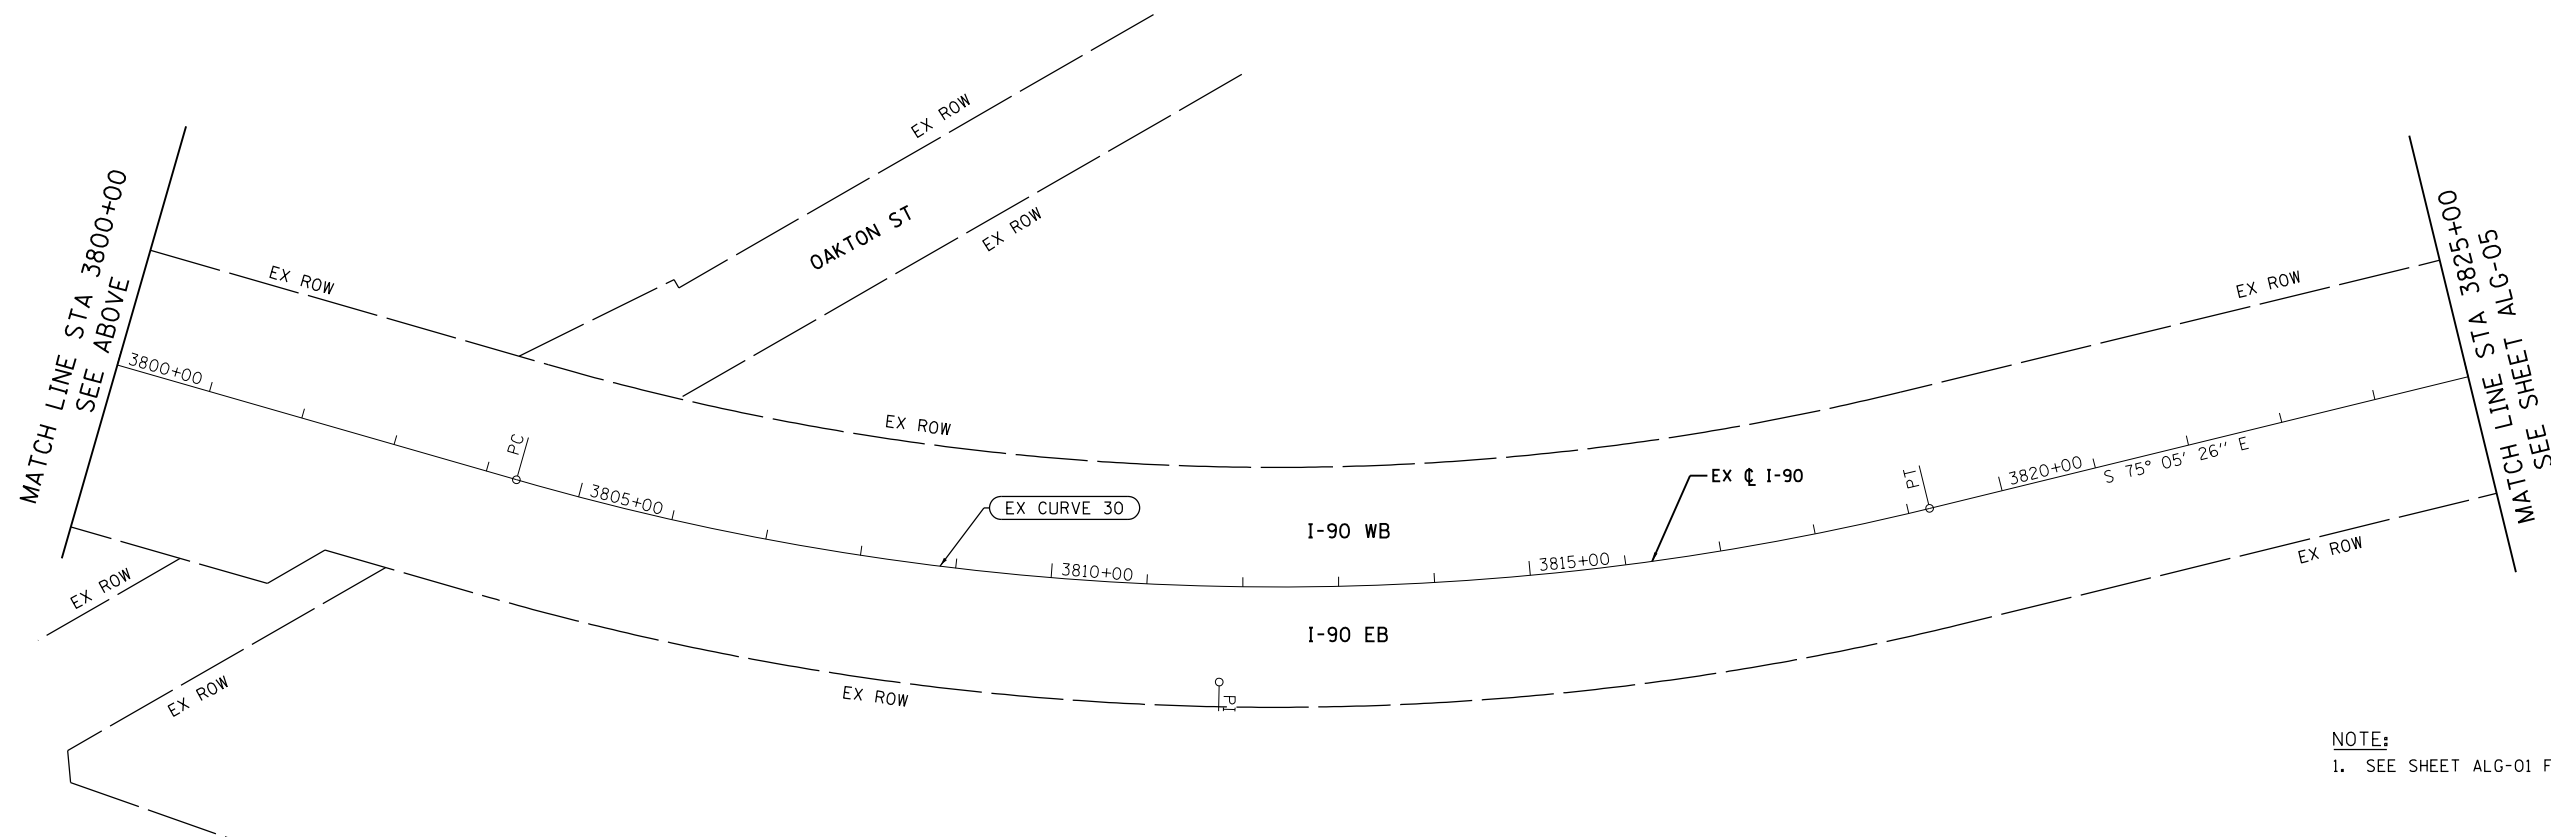 MATCH LINE STA 3800+00
SEE ABOVE
EX ROW
EX ROW
OAKTON ST
EX ROW
3800+00
PC
3805+00
EX ROW
EX CURVE 30
3810+00
I-90 WB
EX ℄ I-90
3815+00
PT
3820+00
S 75° 05' 26'' E
EX ROW
MATCH LINE STA 3825+00
SEE SHEET ALG-05
EX ROW
EX ROW
EX ROW
EX ROW
I-90 EB
PI
NOTE:
1. SEE SHEET ALG-01 F